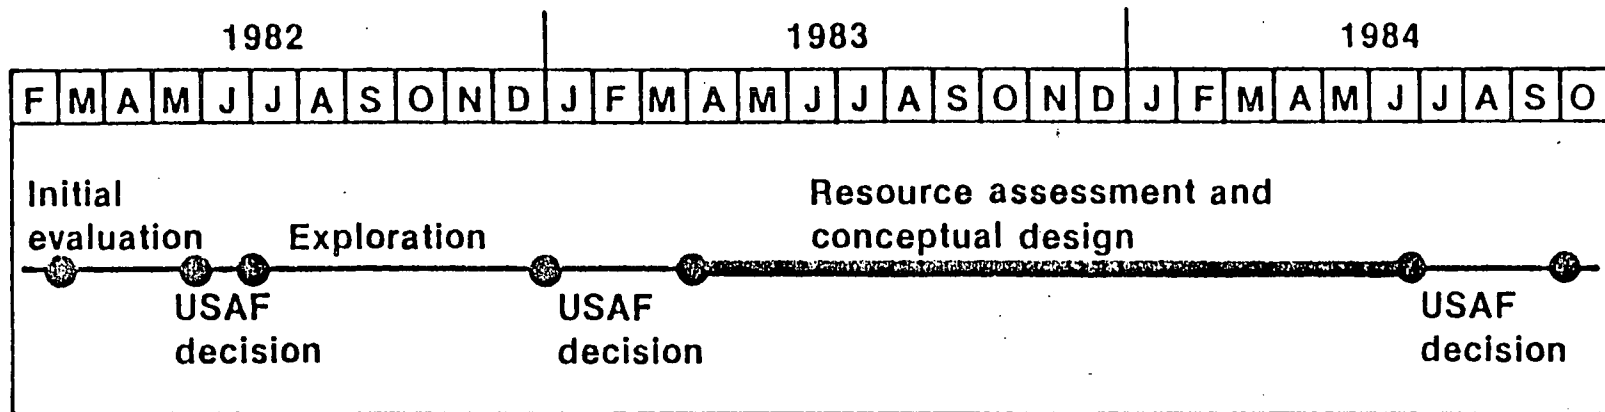 1982 1983 1984
F M A M J J A S O N D J F M A M J J A S O N D J F M A M J J A S O
Initial
evaluation
Exploration
Resource assessment and
conceptual design
USAF
decision
USAF
decision
USAF
decision